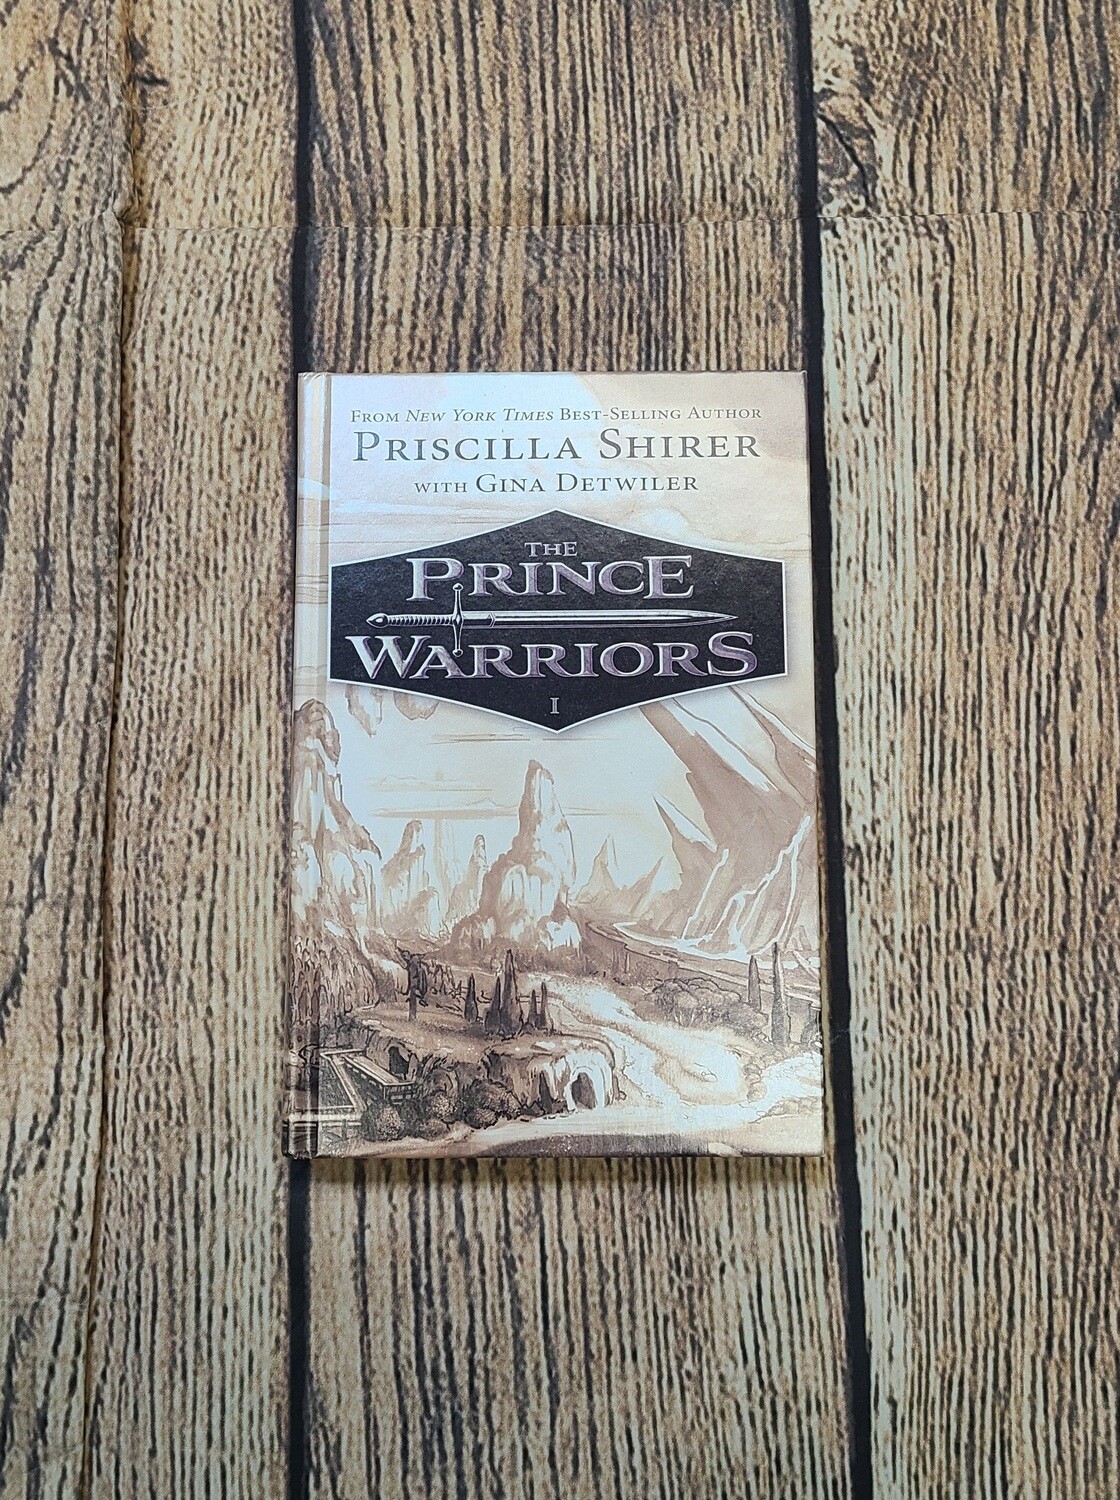 From New York Times Best-Selling Author
Priscilla Shirer
with Gina Detwiler
The
Prince
Warriors
I